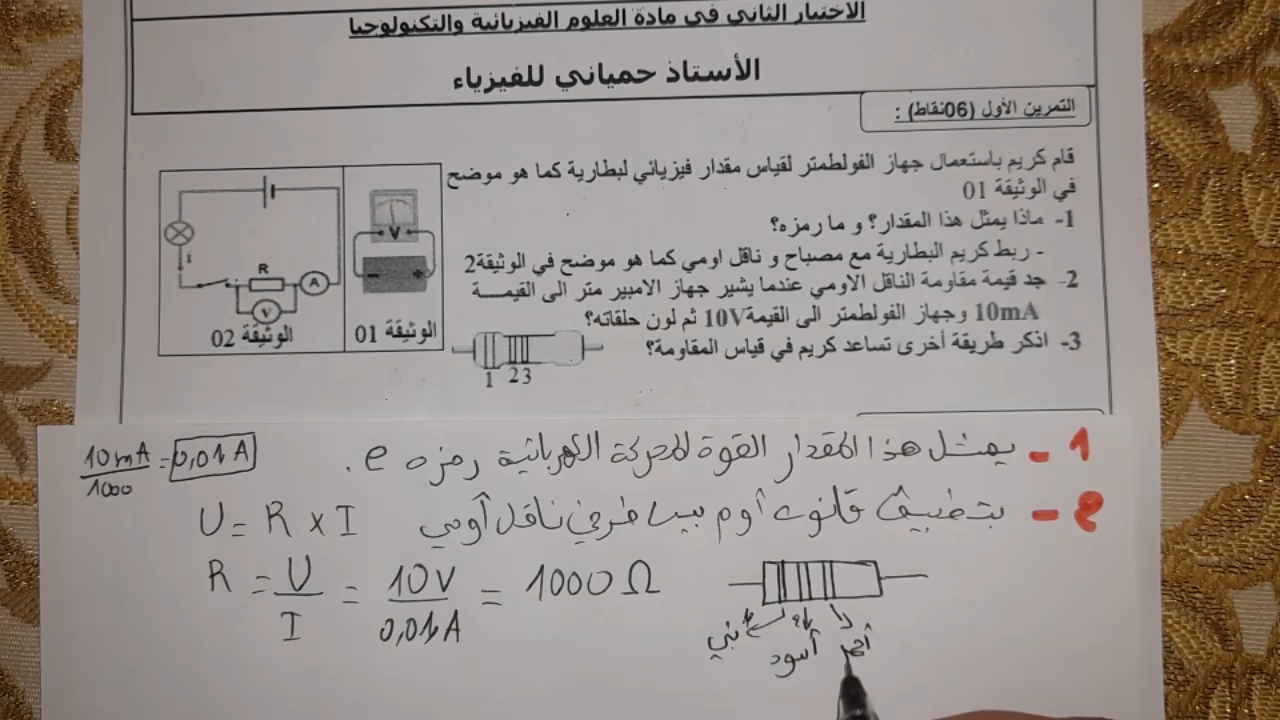 الاختبار الثاني في مادة العلوم الفيزيائية والتكنولوجيا
الأستاذ حمياني للفيزياء
التمرين الأول (06نقاط) :
قام كريم باستعمال جهاز الفولطمتر لقياس مقدار فيزيائي لبطارية كما هو موضح
في الوثيقة 01
1- ماذا يمثل هذا المقدار؟ و ما رمزه؟
- ربط كريم البطارية مع مصباح و ناقل اومي كما هو موضح في الوثيقة2
2- جد قيمة مقاومة الناقل الاومي عندما يشير جهاز الامبير متر الى القيمـــة
10mA وجهاز الفولطمتر الى القيمة10V ثم لون حلقاته؟
3- اذكر طريقة أخرى تساعد كريم في قياس المقاومة؟
1 2 3
V
- +
الوثيقة 01
R
A
V
I
الوثيقة 02
1 - يمثل هذا المقدار القوة المحركة الكهربائية رمزه e .
10mA/1000 = 0,01A
2 - بتطبيق قانون أوم بين طرفي ناقل أومي U = R x I
R = U/I = 10V/0,01A = 1000 Ω
بني
أسود
أحمر